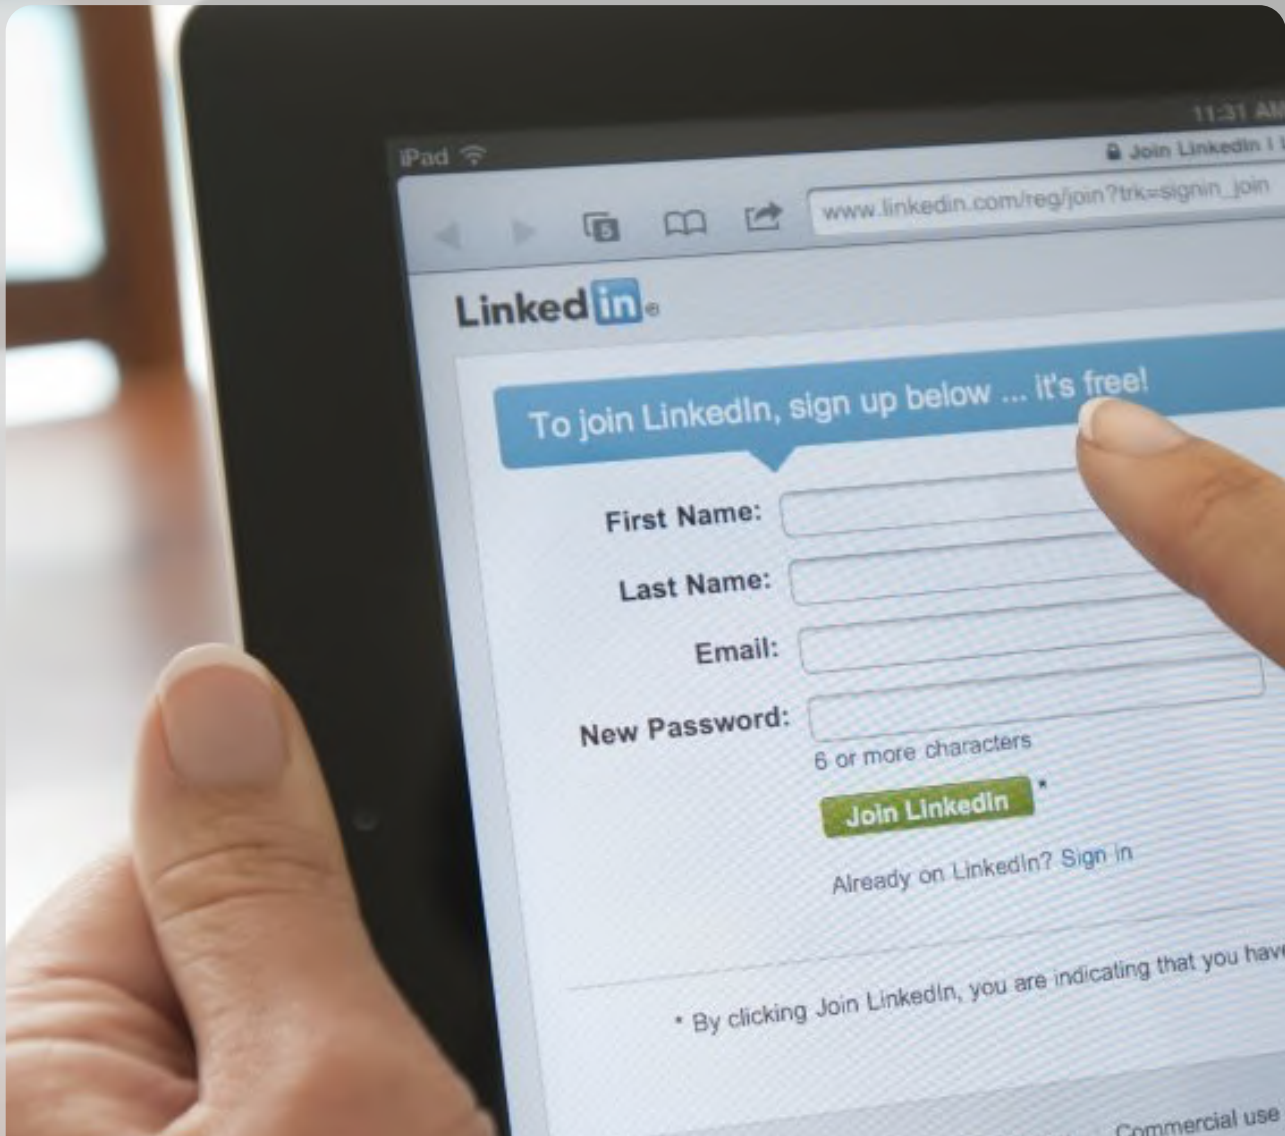 iPad
11:31 AM
Join LinkedIn |
5
www.linkedin.com/reg/join?trk=signin_join
Linkedin®
To join LinkedIn, sign up below ... it's free!
First Name:
Last Name:
Email:
New Password:
6 or more characters
Join LinkedIn *
Already on LinkedIn? Sign in
* By clicking Join LinkedIn, you are indicating that you have
Commercial use